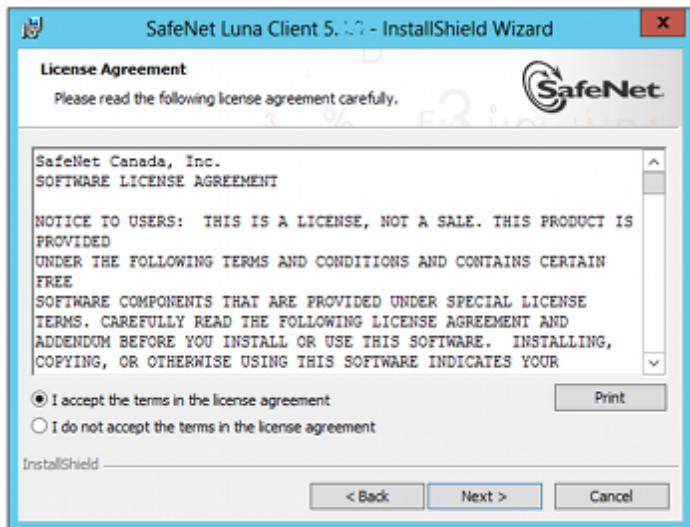 SafeNet Luna Client 5. - InstallShield Wizard
License Agreement
Please read the following license agreement carefully.
SafeNet
SafeNet Canada, Inc.
SOFTWARE LICENSE AGREEMENT
NOTICE TO USERS: THIS IS A LICENSE, NOT A SALE. THIS PRODUCT IS
PROVIDED
UNDER THE FOLLOWING TERMS AND CONDITIONS AND CONTAINS CERTAIN
FREE
SOFTWARE COMPONENTS THAT ARE PROVIDED UNDER SPECIAL LICENSE
TERMS. CAREFULLY READ THE FOLLOWING LICENSE AGREEMENT AND
ADDENDUM BEFORE YOU INSTALL OR USE THIS SOFTWARE. INSTALLING,
COPYING, OR OTHERWISE USING THIS SOFTWARE INDICATES YOUR
I accept the terms in the license agreement
Print
I do not accept the terms in the license agreement
InstallShield
< Back
Next >
Cancel